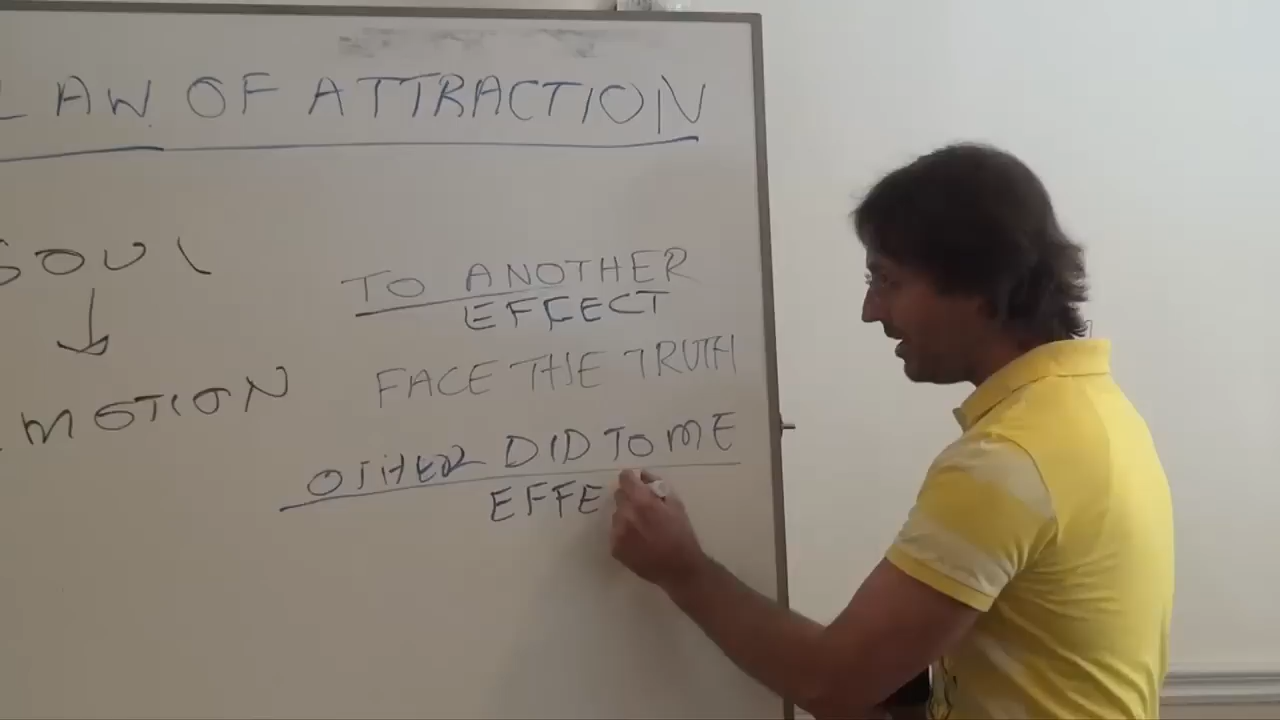 LAW OF ATTRACTION
SOUL
TO ANOTHER
EFFECT
FACE THE TRUTH
EMOTION
OTHER DID TO ME
EFFE